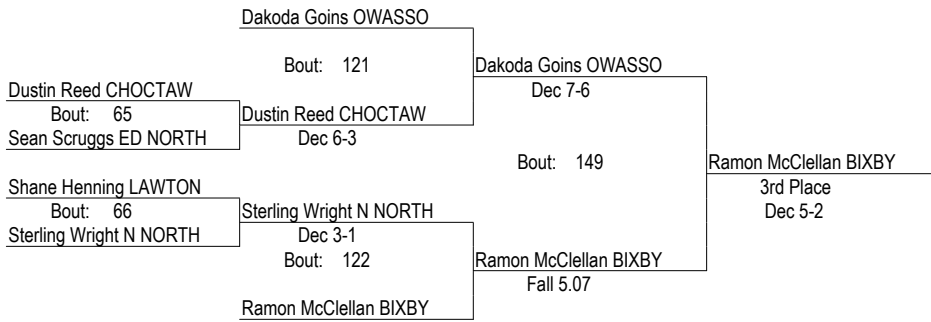 Dakoda Goins OWASSO
Bout: 121
Dakoda Goins OWASSO
Dec 7-6
Dustin Reed CHOCTAW
Bout: 65
Sean Scruggs ED NORTH
Dustin Reed CHOCTAW
Dec 6-3
Bout: 149
Ramon McClellan BIXBY
3rd Place
Dec 5-2
Shane Henning LAWTON
Bout: 66
Sterling Wright N NORTH
Sterling Wright N NORTH
Dec 3-1
Bout: 122
Ramon McClellan BIXBY
Fall 5.07
Ramon McClellan BIXBY